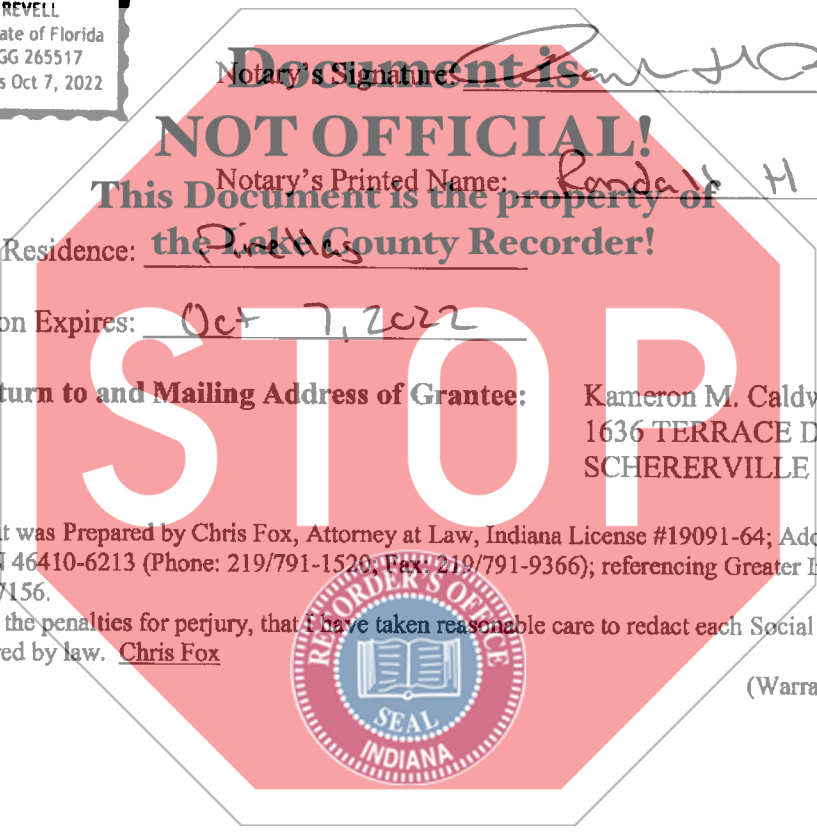 REVELL
ate of Florida
GG 265517
s Oct 7, 2022
Document is
Notary's Signature:
NOT OFFICIAL!
Notary's Printed Name: Randall H
This Document is the property of
Residence: Pinellas
the Lake County Recorder!
on Expires: Oct 7, 2022
STOP
turn to and Mailing Address of Grantee: Kameron M. Caldw
1636 TERRACE D
SCHERERVILLE
t was Prepared by Chris Fox, Attorney at Law, Indiana License #19091-64; Add
46410-6213 (Phone: 219/791-1520; Fax: 219/791-9366); referencing Greater I
7156.
the penalties for perjury, that I have taken reasonable care to redact each Social
ed by law. Chris Fox
(Warra
RECORDER'S OFFICE
SEAL
INDIANA